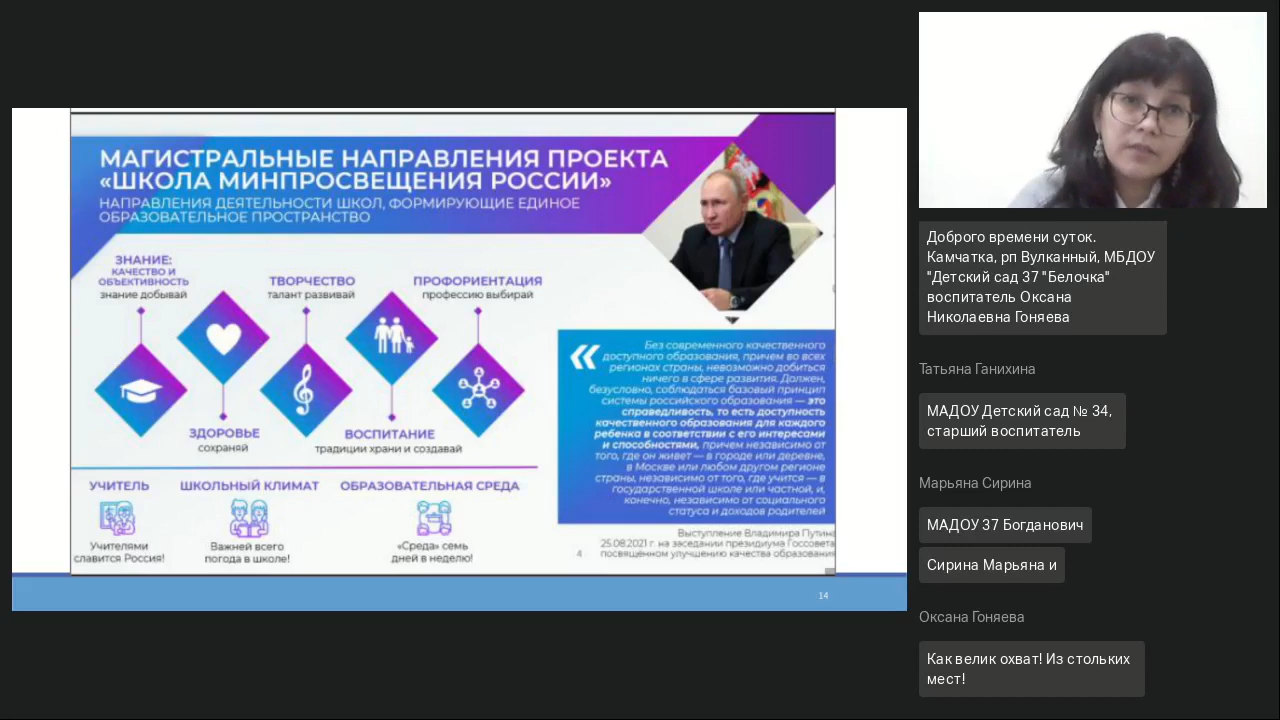 МАГИСТРАЛЬНЫЕ НАПРАВЛЕНИЯ ПРОЕКТА
«ШКОЛА МИНПРОСВЕЩЕНИЯ РОССИИ»
НАПРАВЛЕНИЯ ДЕЯТЕЛЬНОСТИ ШКОЛ, ФОРМИРУЮЩИЕ ЕДИНОЕ
ОБРАЗОВАТЕЛЬНОЕ ПРОСТРАНСТВО
ЗНАНИЕ:
КАЧЕСТВО И
ОБЪЕКТИВНОСТЬ
знание добывай
ТВОРЧЕСТВО
талант развивай
ПРОФОРИЕНТАЦИЯ
профессию выбирай
ЗДОРОВЬЕ
сохраняй
ВОСПИТАНИЕ
традиции храни и создавай
УЧИТЕЛЬ
Учителями
славится Россия!
ШКОЛЬНЫЙ КЛИМАТ
Важней всего
погода в школе!
ОБРАЗОВАТЕЛЬНАЯ СРЕДА
«Среда» семь
дней в неделю!
«
Без современного качественного
доступного образования, причем во всех
регионах страны, невозможно добиться
ничего в сфере развития. Должен,
безусловно, соблюдаться базовый принцип
системы российского образования — это
справедливость, то есть доступность
качественного образования для каждого
ребенка в соответствии с его интересами
и способностями, причем независимо от
того, где он живет — в городе или деревне,
в Москве или любом другом регионе
страны, независимо от того, где учится — в
государственной школе или частной, и,
конечно, независимо от социального
статуса и доходов родителей
Выступление Владимира Путина
25.08.2021 г. на заседании президиума Госсовета,
посвященном улучшению качества образования
4
14
Доброго времени суток.
Камчатка, рп Вулканный, МБДОУ
"Детский сад 37 "Белочка"
воспитатель Оксана
Николаевна Гоняева
Татьяна Ганихина
МАДОУ Детский сад № 34,
старший воспитатель
Марьяна Сирина
МАДОУ 37 Богданович
Сирина Марьяна и
Оксана Гоняева
Как велик охват! Из стольких
мест!